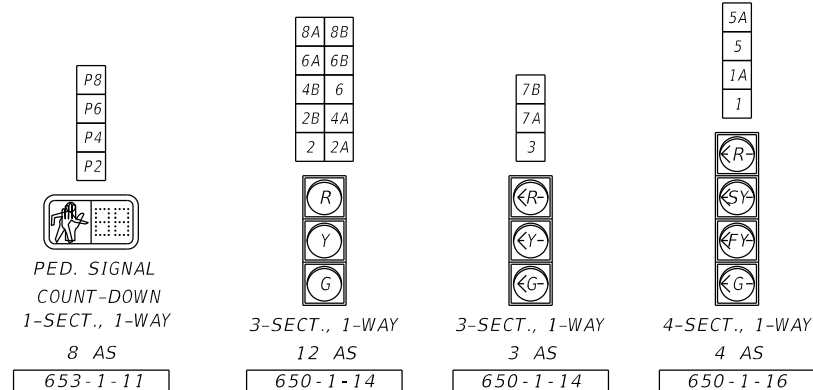 P8
P6
P4
P2
PED. SIGNAL
COUNT-DOWN
1-SECT., 1-WAY
8 AS
653-1-11
8A 8B
6A 6B
4B 6
2B 4A
2 2A
R
Y
G
3-SECT., 1-WAY
12 AS
650-1-14
7B
7A
3
R
Y
G
3-SECT., 1-WAY
3 AS
650-1-14
5A
5
1A
1
R
SY
FY
G
4-SECT., 1-WAY
4 AS
650-1-16